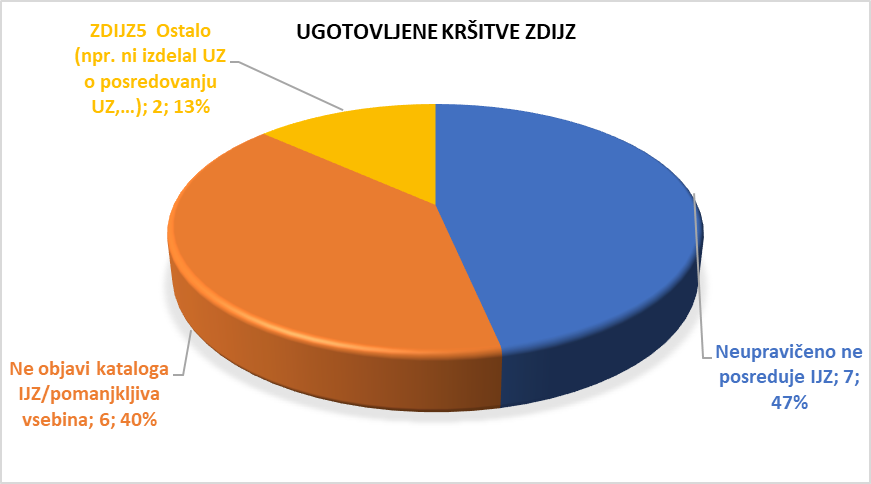 UGOTOVLJENE KRŠITVE ZDIJZ
ZDIJZ5  Ostalo
(npr. ni izdelal UZ
o posredovanju
UZ,...); 2; 13%
Neupravičeno ne
posreduje IJZ; 7;
47%
Ne objavi kataloga
IJZ/pomanjkljiva
vsebina; 6; 40%